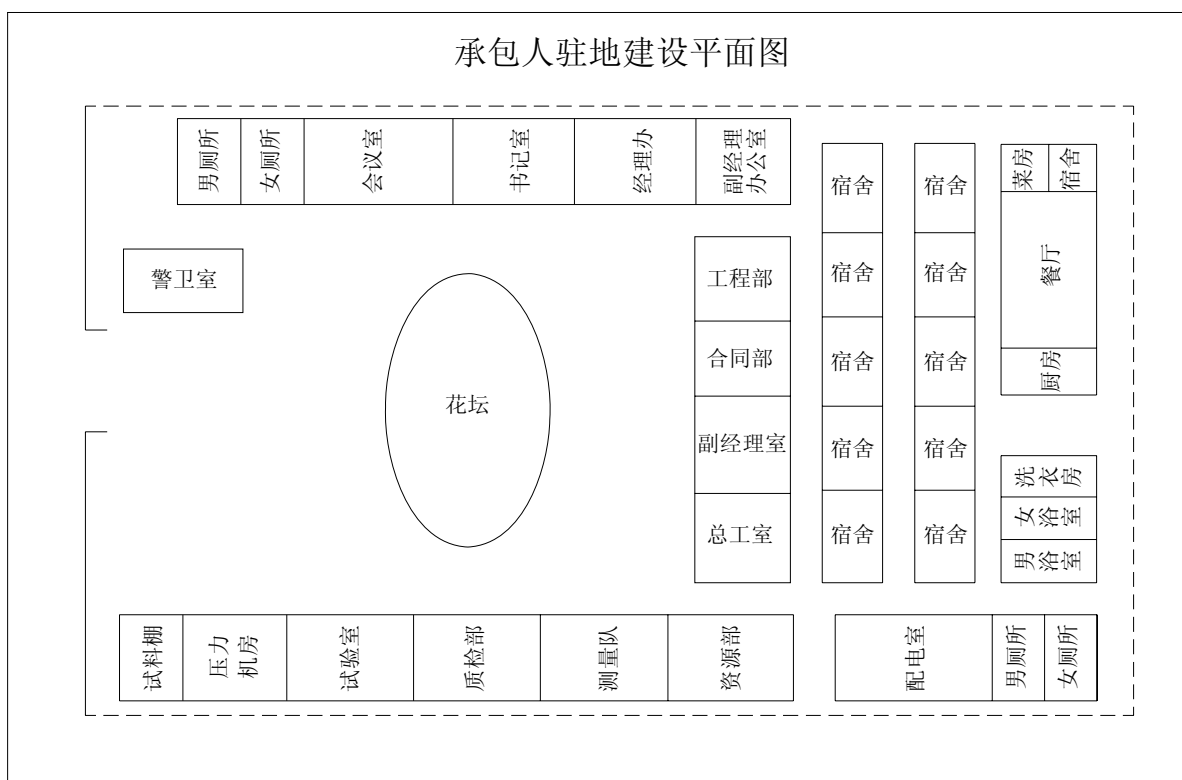 承包人驻地建设平面图
男厕所
女厕所
会议室
书记室
经理办
副经理
办公室
宿舍
宿舍
菜房
宿舍
警卫室
工程部
宿舍
宿舍
餐厅
花坛
合同部
宿舍
宿舍
厨房
副经理室
宿舍
宿舍
洗衣房
女浴室
总工室
宿舍
宿舍
男浴室
试料棚
压力
机房
试验室
质检部
测量队
资源部
配电室
男厕所
女厕所